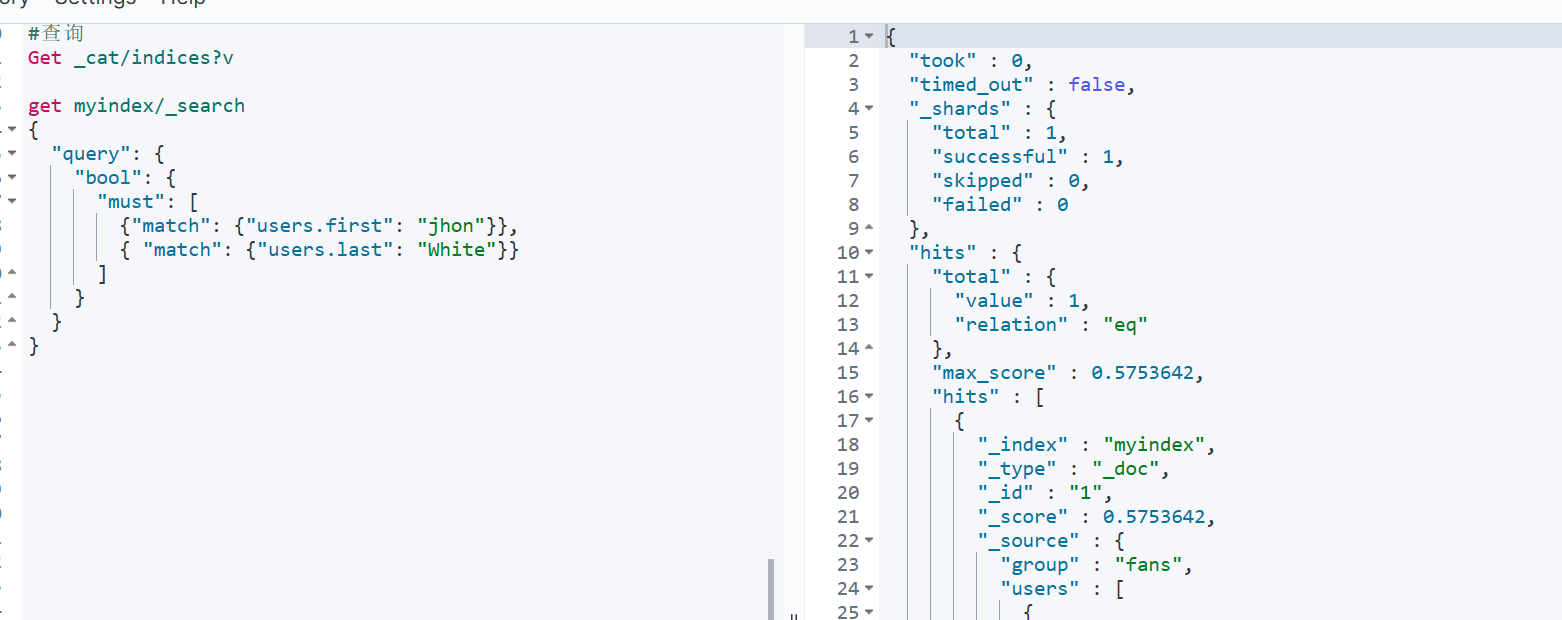 Settings
Help
#查询
Get _cat/indices?v
get myindex/_search
{
"query": {
"bool": {
"must": [
{"match": {"users.first": "jhon"}},
{ "match": {"users.last": "White"}}
]
}
}
}
1 {
2 "took" : 0,
3 "timed_out" : false,
4 "_shards" : {
5 "total" : 1,
6 "successful" : 1,
7 "skipped" : 0,
8 "failed" : 0
9 },
10 "hits" : {
11 "total" : {
12 "value" : 1,
13 "relation" : "eq"
14 },
15 "max_score" : 0.5753642,
16 "hits" : [
17 {
18 "_index" : "myindex",
19 "_type" : "_doc",
20 "_id" : "1",
21 "_score" : 0.5753642,
22 "_source" : {
23 "group" : "fans",
24 "users" : [
25 {